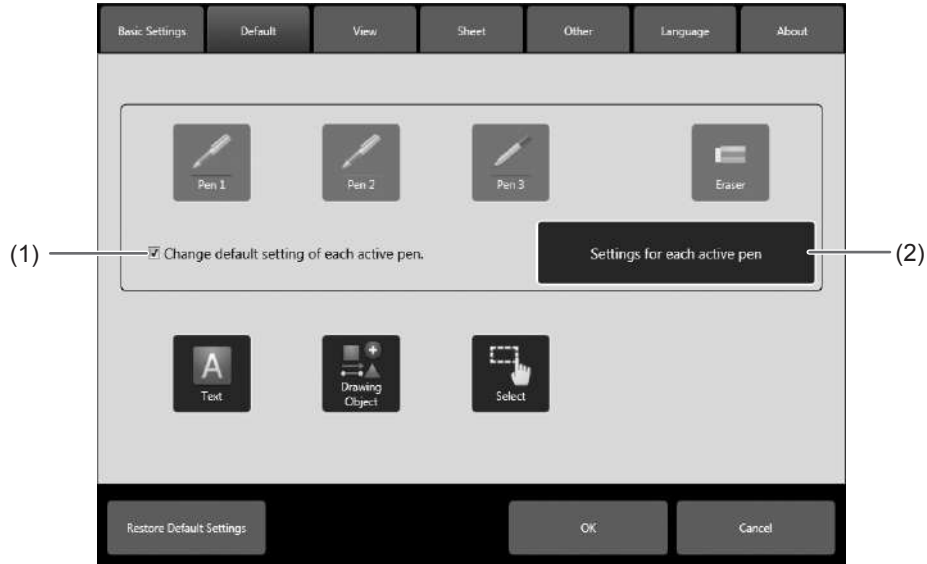 Basic Settings
Default
View
Sheet
Other
Language
About
Pen 1
Pen 2
Pen 3
Eraser
(1)
Change default setting of each active pen.
Settings for each active pen
(2)
A
Text
Drawing
Object
Select
Restore Default Settings
OK
Cancel